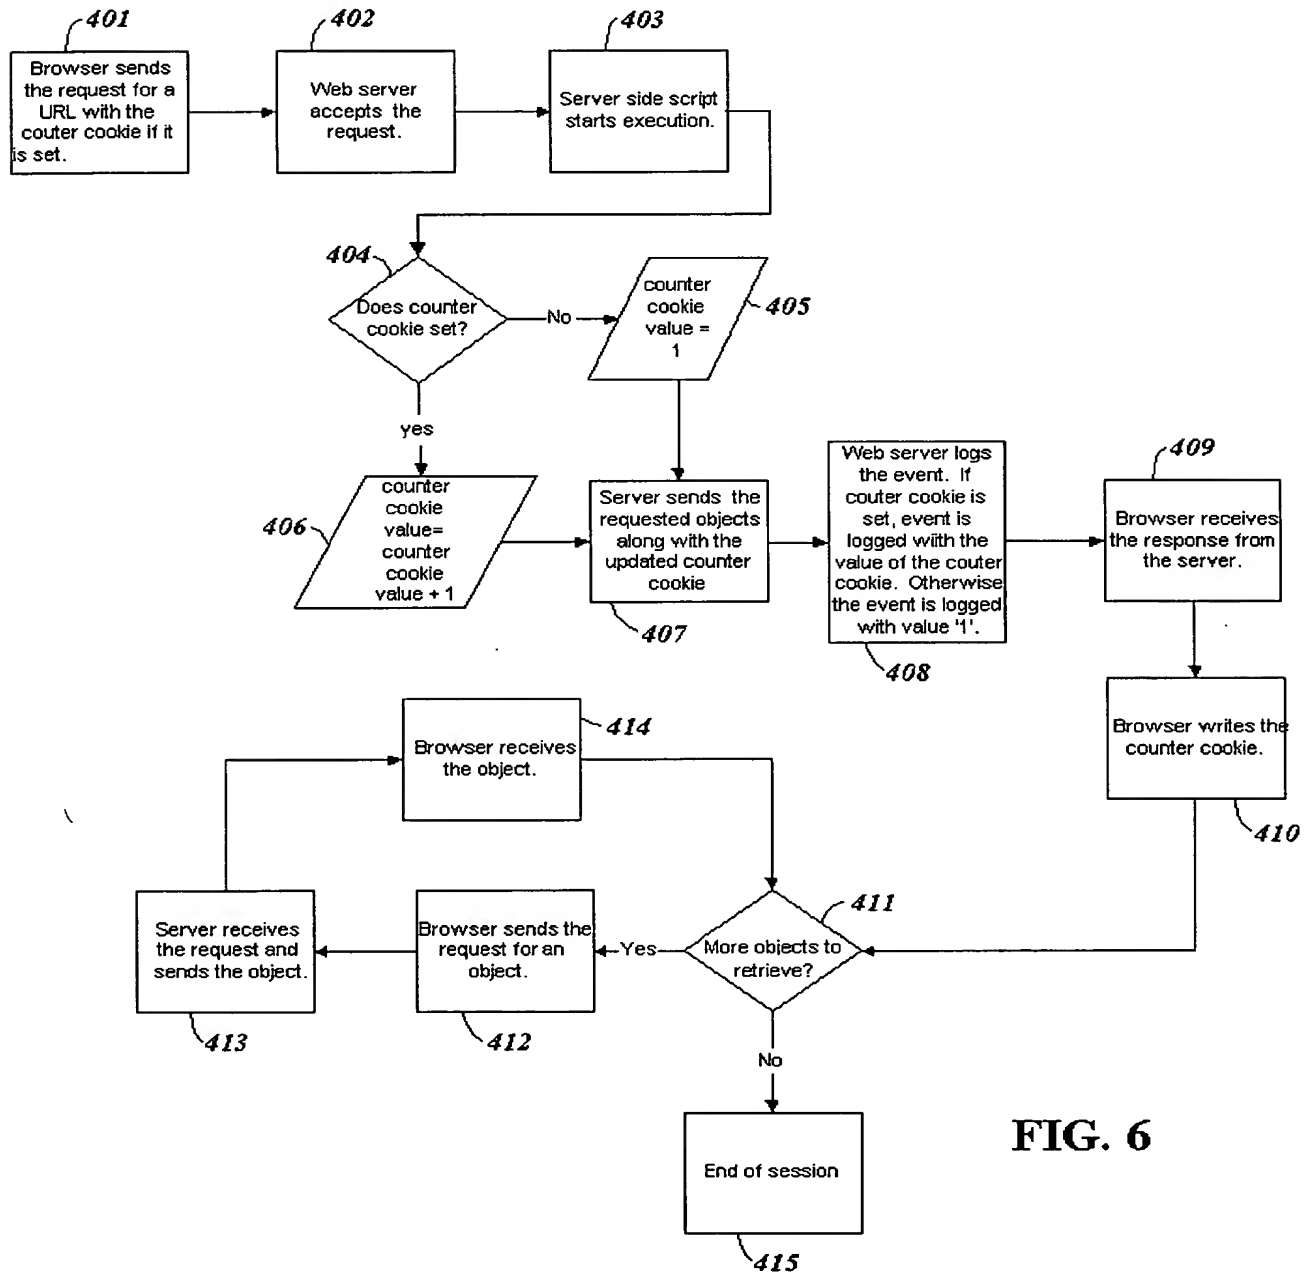 401
Browser sends
the request for a
URL with the
couter cookie if it
is set.
402
Web server
accepts the
request.
403
Server side script
starts execution.
404
Does counter
cookie set?
No
counter
cookie
value =
1
405
yes
counter
cookie
value=
counter
cookie
value + 1
406
Server sends the
requested objects
along with the
updated counter
cookie
407
Web server logs
the event. If
couter cookie is
set, event is
logged wiith the
value of the couter
cookie. Otherwise
the event is logged
with value '1'.
408
409
Browser receives
the response from
the server.
Browser writes the
counter cookie.
410
411
More objects to
retrieve?
Yes
Browser sends the
request for an
object.
412
Server receives
the request and
sends the object.
413
Browser receives
the object.
414
No
End of session
415
FIG. 6